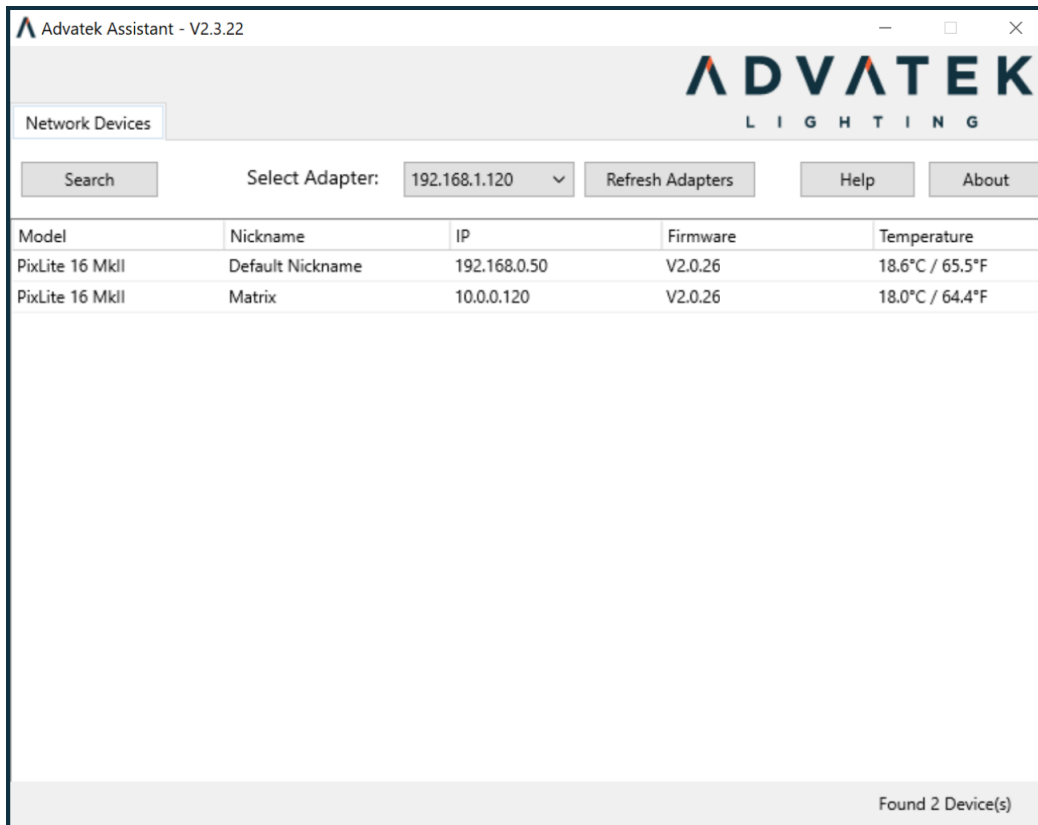 Advatek Assistant - V2.3.22
ADVATEK
LIGHTING
Network Devices
Search Select Adapter: 192.168.1.120 Refresh Adapters Help About
Model Nickname IP Firmware Temperature
PixLite 16 MkII Default Nickname 192.168.0.50 V2.0.26 18.6°C / 65.5°F
PixLite 16 MkII Matrix 10.0.0.120 V2.0.26 18.0°C / 64.4°F
Found 2 Device(s)